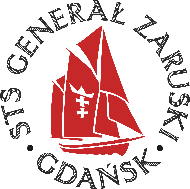 STS GENERAŁ ZARUSKI
• GDAŃSK •